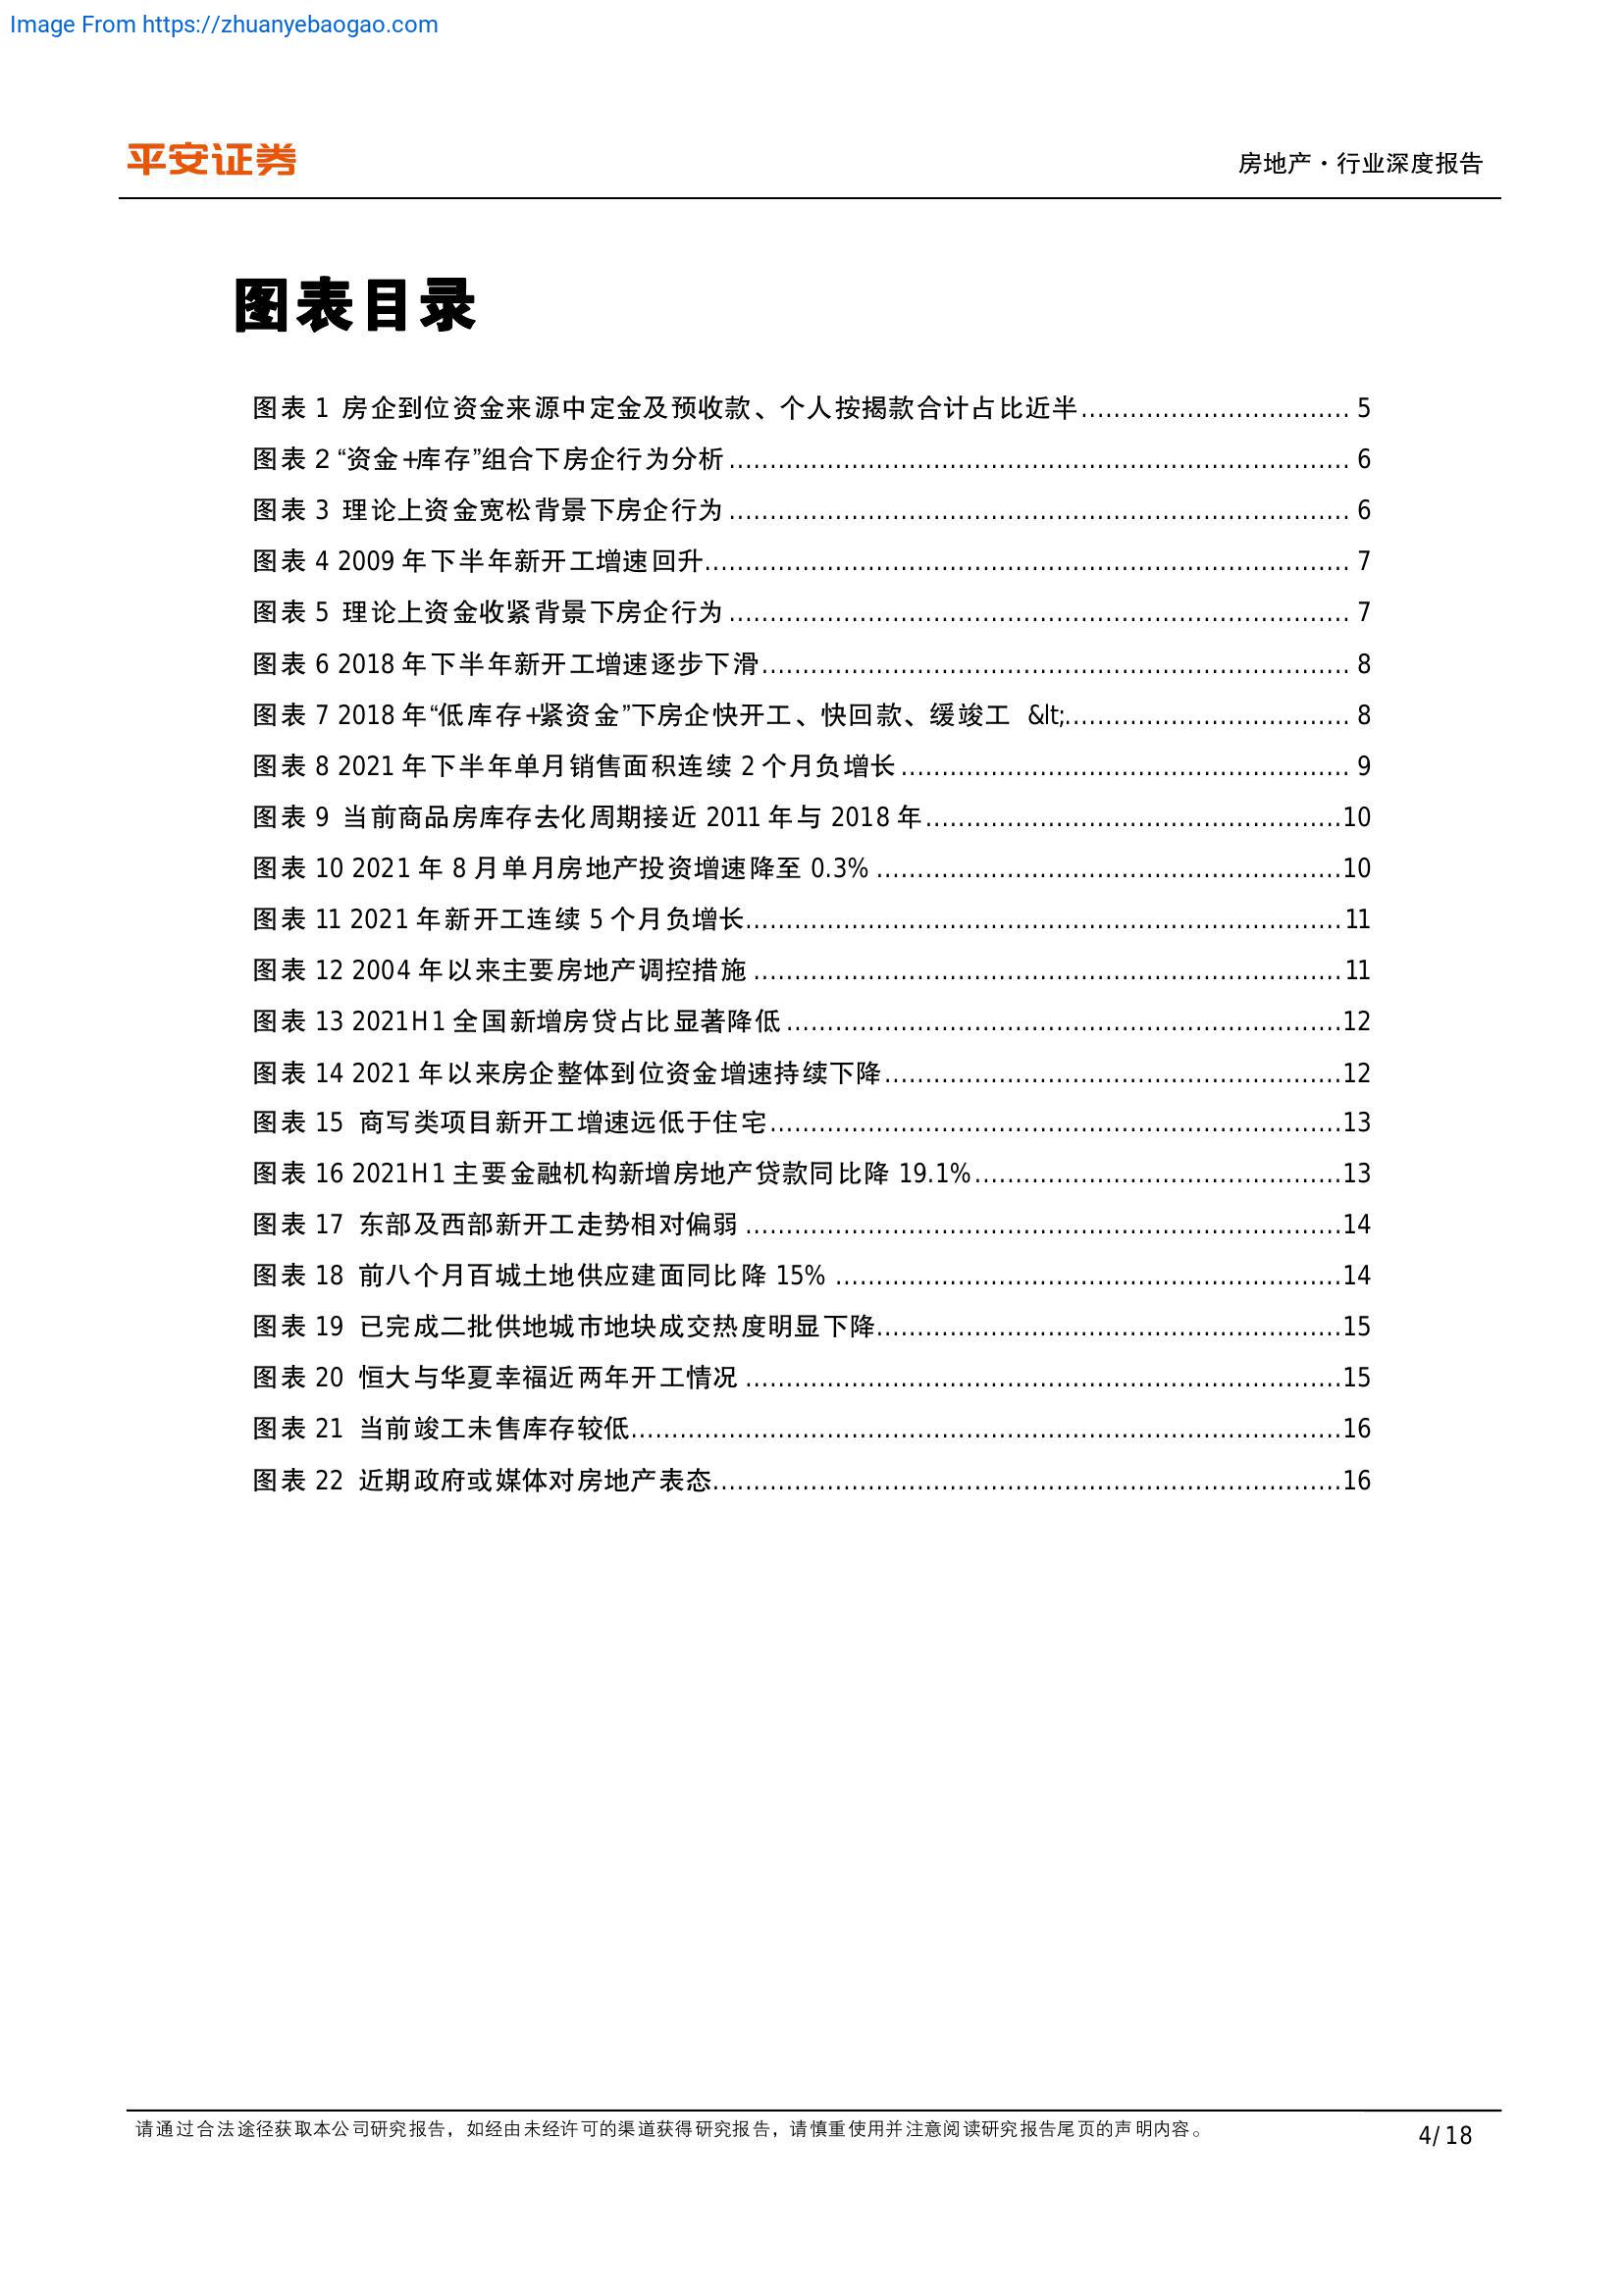 Image From https://zhuanyebaogao.com
平安证券
房地产·行业深度报告
图表目录
图表 1 房企到位资金来源中定金及预收款、个人按揭款合计占比近半................................. 5
图表 2 “资金+库存”组合下房企行为分析............................................................................ 6
图表 3 理论上资金宽松背景下房企行为............................................................................ 6
图表 4 2009 年下半年新开工增速回升............................................................................... 7
图表 5 理论上资金收紧背景下房企行为............................................................................ 7
图表 6 2018 年下半年新开工增速逐步下滑........................................................................ 8
图表 7 2018 年“低库存+紧资金”下房企快开工、快回款、缓竣工 &lt;................................... 8
图表 8 2021 年下半年单月销售面积连续 2 个月负增长....................................................... 9
图表 9 当前商品房库存去化周期接近 2011 年与 2018 年...................................................10
图表 10 2021 年 8 月单月房地产投资增速降至 0.3%.........................................................10
图表 11 2021 年新开工连续 5 个月负增长.........................................................................11
图表 12 2004 年以来主要房地产调控措施........................................................................11
图表 13 2021H1 全国新增房贷占比显著降低....................................................................12
图表 14 2021 年以来房企整体到位资金增速持续下降........................................................12
图表 15 商写类项目新开工增速远低于住宅......................................................................13
图表 16 2021H1 主要金融机构新增房地产贷款同比降 19.1%.............................................13
图表 17 东部及西部新开工走势相对偏弱.........................................................................14
图表 18 前八个月百城土地供应建面同比降 15%..............................................................14
图表 19 已完成二批供地城市地块成交热度明显下降.........................................................15
图表 20 恒大与华夏幸福近两年开工情况.........................................................................15
图表 21 当前竣工未售库存较低.......................................................................................16
图表 22 近期政府或媒体对房地产表态.............................................................................16
请通过合法途径获取本公司研究报告，如经由未经许可的渠道获得研究报告，请慎重使用并注意阅读研究报告尾页的声明内容。
4/ 18